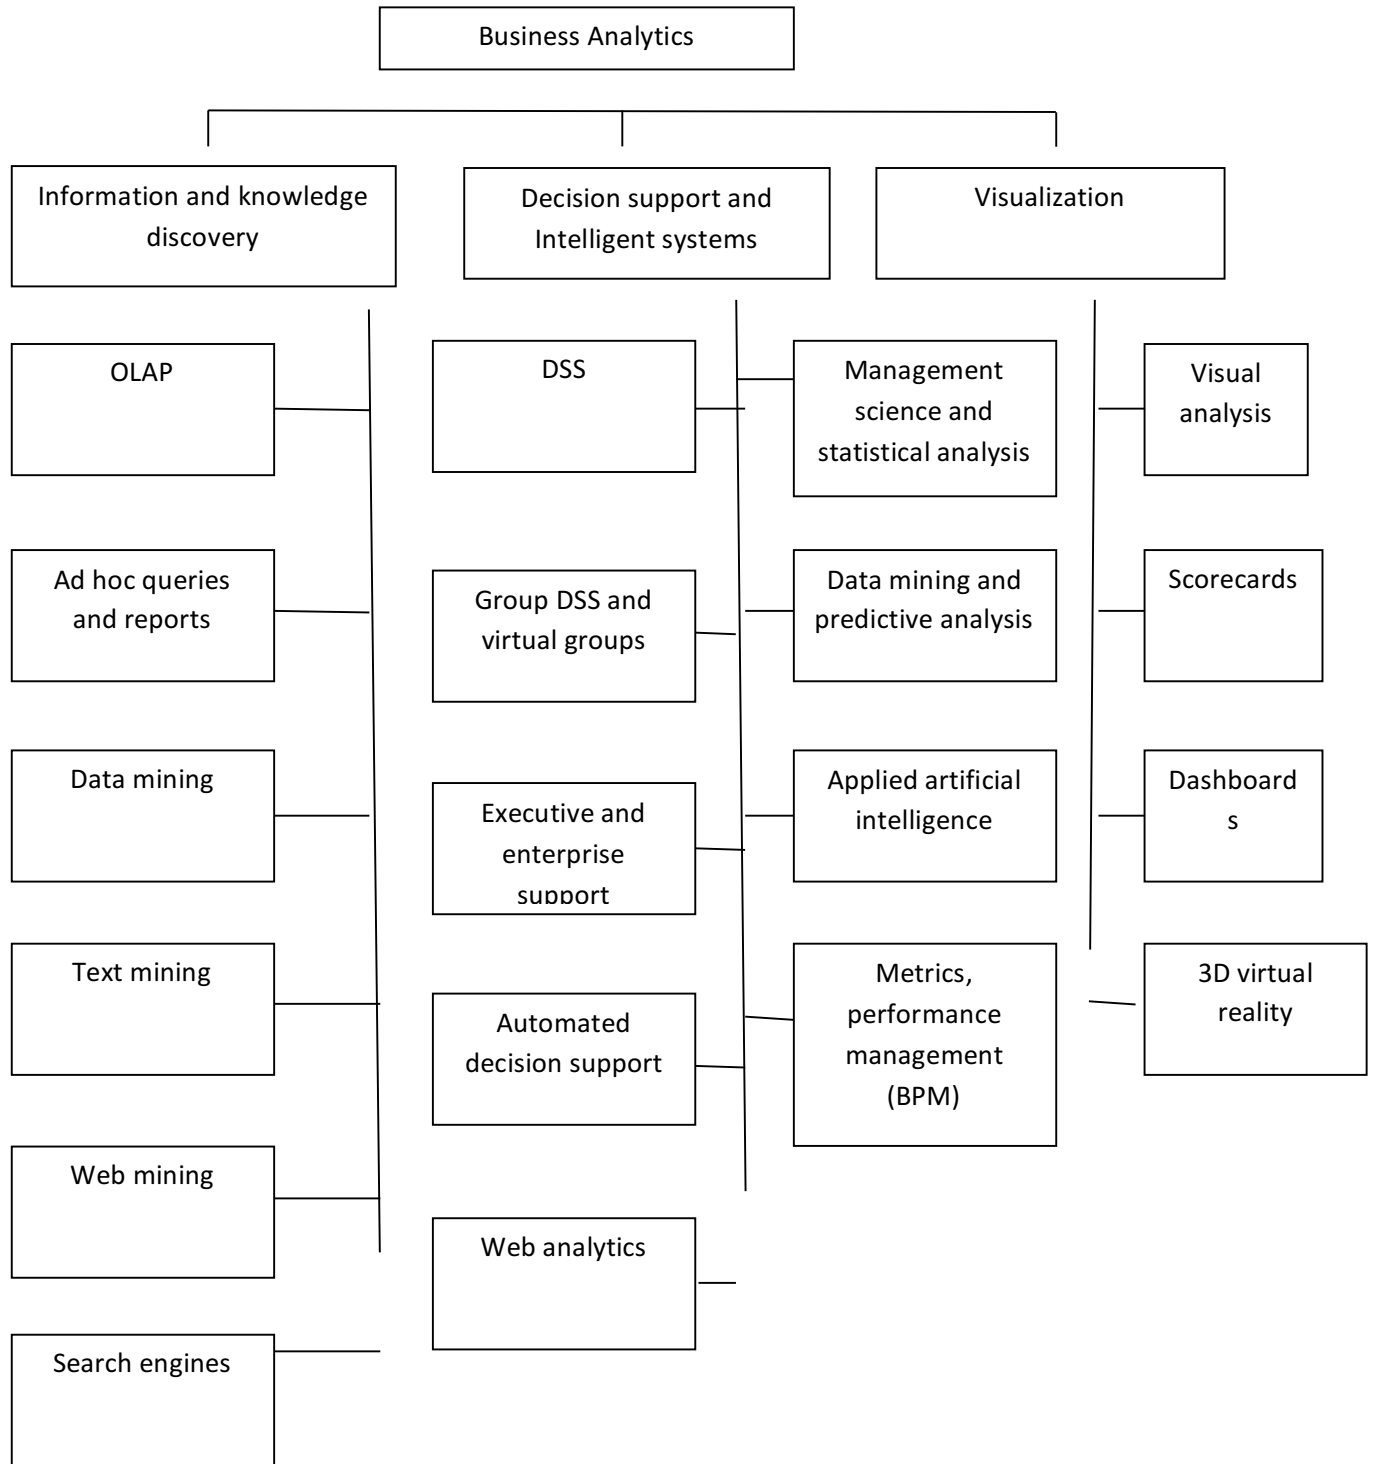 Business Analytics
Information and knowledge
discovery
Decision support and
Intelligent systems
Visualization
OLAP
Ad hoc queries
and reports
Data mining
Text mining
Web mining
Search engines
DSS
Group DSS and
virtual groups
Executive and
enterprise
support
Automated
decision support
Web analytics
Management
science and
statistical analysis
Data mining and
predictive analysis
Applied artificial
intelligence
Metrics,
performance
management
(BPM)
Visual
analysis
Scorecards
Dashboard
s
3D virtual
reality